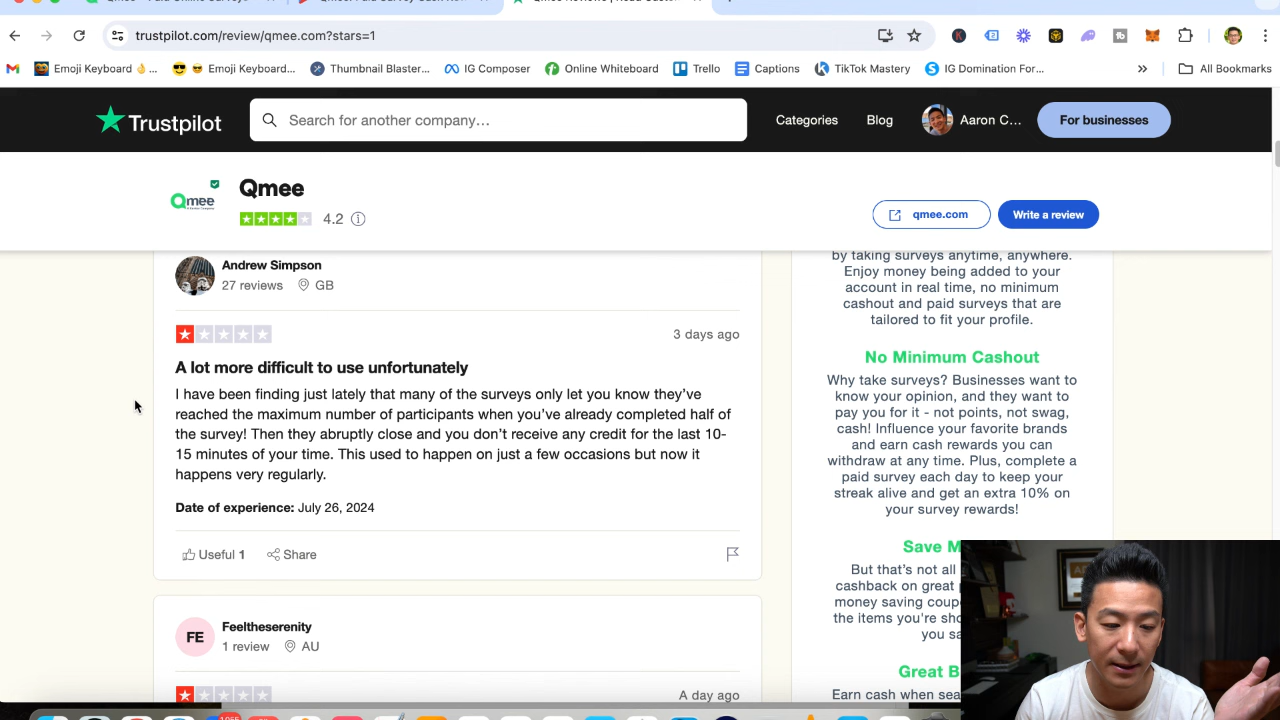 trustpilot.com/review/qmee.com?stars=1
Emoji Keyboard 👌 ...
😎 Emoji Keyboard...
Thumbnail Blaster...
IG Composer
Online Whiteboard
Trello
Captions
TikTok Mastery
IG Domination For...
»
All Bookmarks
Trustpilot
Search for another company...
Categories
Blog
Aaron C...
For businesses
Qmee
Qmee
4.2
qmee.com
Write a review
Andrew Simpson
27 reviews
GB
3 days ago
A lot more difficult to use unfortunately
I have been finding just lately that many of the surveys only let you know they've
reached the maximum number of participants when you've already completed half of
the survey! Then they abruptly close and you don't receive any credit for the last 10-
15 minutes of your time. This used to happen on just a few occasions but now it
happens very regularly.
Date of experience: July 26, 2024
Useful 1
Share
FE
Feeltheserenity
1 review
AU
A day ago
by taking surveys anytime, anywhere.
Enjoy money being added to your
account in real time, no minimum
cashout and paid surveys that are
tailored to fit your profile.
No Minimum Cashout
Why take surveys? Businesses want to
know your opinion, and they want to
pay you for it - not points, not swag,
cash! Influence your favorite brands
and earn cash rewards you can
withdraw at any time. Plus, complete a
paid survey each day to keep your
streak alive and get an extra 10% on
your survey rewards!
Save M
But that's not all
cashback on great
money saving coup
the items you're sho
you sa
Great B
Earn cash when sea